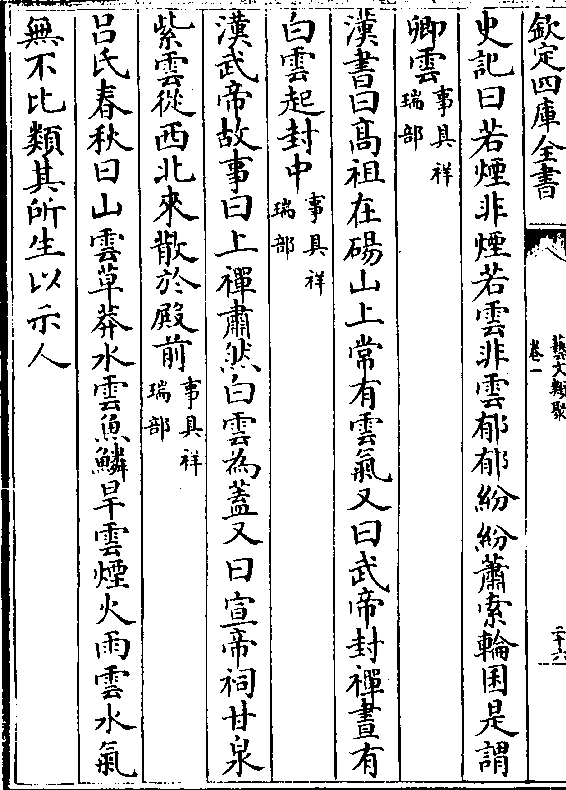 欽定四庫全書
藝文類聚
卷一
二十六
史記曰若煙非煙若雲非雲郁郁紛紛蕭索輪囷是謂
卿雲事具祥瑞部
漢書曰高祖在碭山上常有雲氣又曰武帝封禪晝有
白雲起封中事具祥瑞部
漢武帝故事曰上禪肅然白雲為蓋又曰宣帝祠甘泉
紫雲從西北來散於殿前事具祥瑞部
吕氏春秋曰山雲草莽水雲魚鱗旱雲煙火雨雲水氣
無不比類其所生以示人